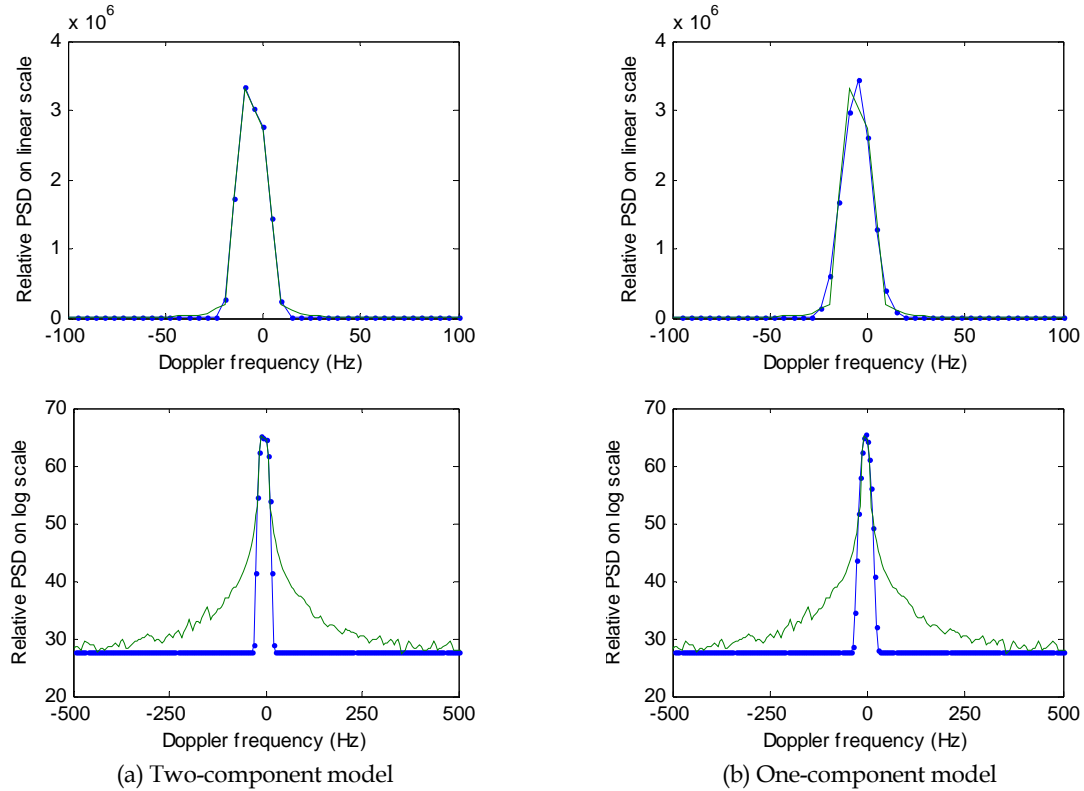 x 10^6
4
3
2
1
0
Relative PSD on linear scale
-100 -50 0 50 100
Doppler frequency (Hz)
x 10^6
4
3
2
1
0
Relative PSD on linear scale
-100 -50 0 50 100
Doppler frequency (Hz)
70
60
50
40
30
20
Relative PSD on log scale
-500 -250 0 250 500
Doppler frequency (Hz)
(a) Two-component model
70
60
50
40
30
20
Relative PSD on log scale
-500 -250 0 250 500
Doppler frequency (Hz)
(b) One-component model